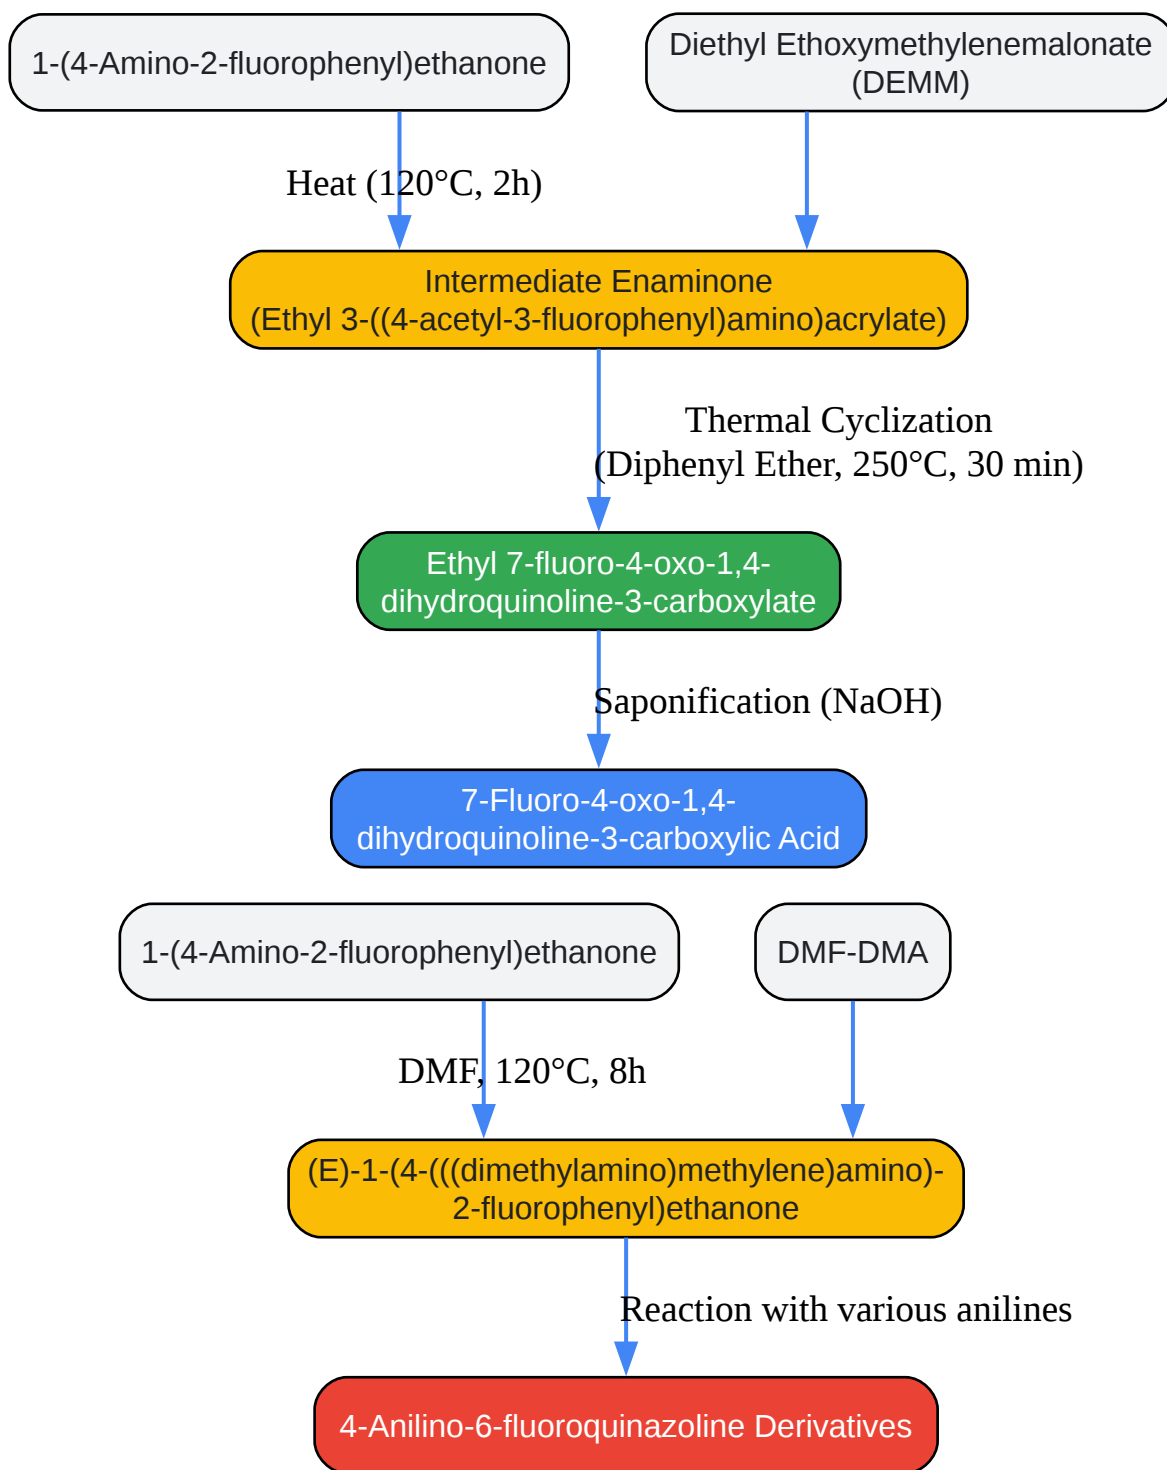 1-(4-Amino-2-fluorophenyl)ethanone
Diethyl Ethoxymethylenemalonate
(DEMM)
Heat (120°C, 2h)
Intermediate Enaminone
(Ethyl 3-((4-acetyl-3-fluorophenyl)amino)acrylate)
Thermal Cyclization
(Diphenyl Ether, 250°C, 30 min)
Ethyl 7-fluoro-4-oxo-1,4-
dihydroquinoline-3-carboxylate
Saponification (NaOH)
7-Fluoro-4-oxo-1,4-
dihydroquinoline-3-carboxylic Acid
1-(4-Amino-2-fluorophenyl)ethanone
DMF-DMA
DMF, 120°C, 8h
(E)-1-(4-(((dimethylamino)methylene)amino)-
2-fluorophenyl)ethanone
Reaction with various anilines
4-Anilino-6-fluoroquinazoline Derivatives